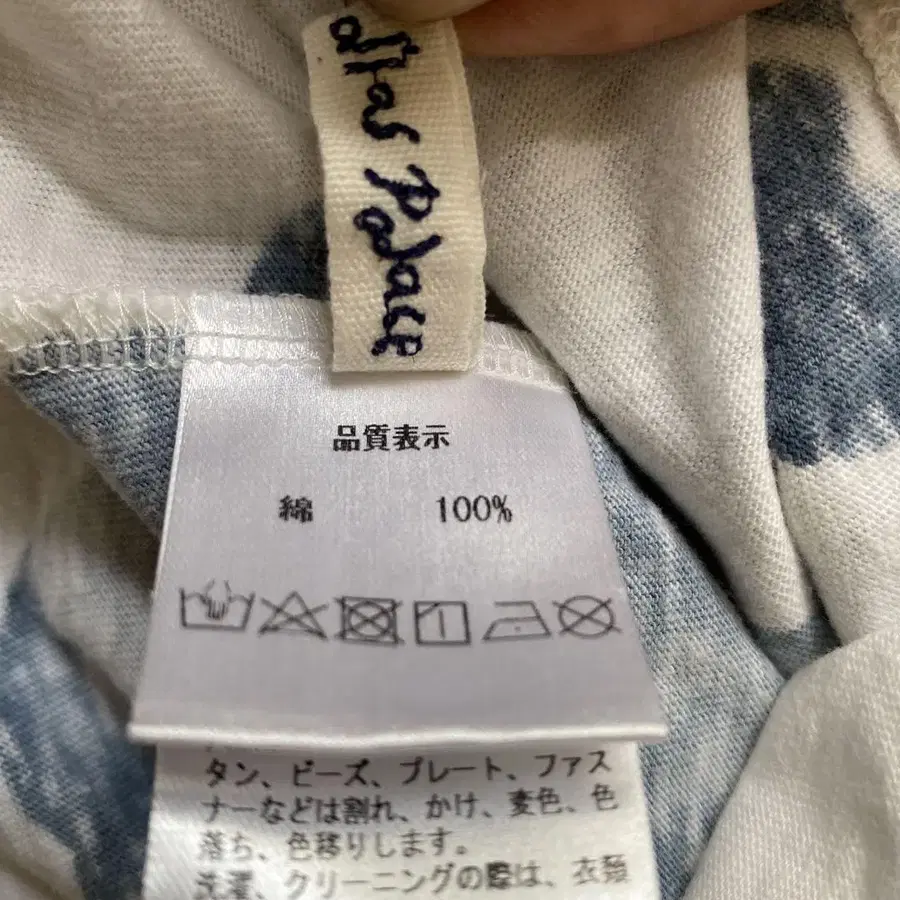 Palace
品質表示
綿 100%
タン、ビーズ、プレート、ファス
ナーなどは割れ、かけ、変色、色
落ち、色移りします。
洗濯、クリーニングの際は、衣類